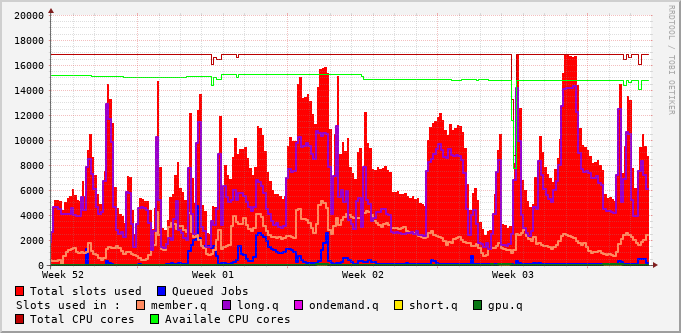 20000
18000
16000
14000
12000
10000
8000
6000
4000
2000
0
Week 52 Week 01 Week 02 Week 03
RRDTOOL / TOBI OETIKER
Total slots used Queued Jobs
Slots used in : member.q long.q ondemand.q short.q gpu.q
Total CPU cores Availale CPU cores